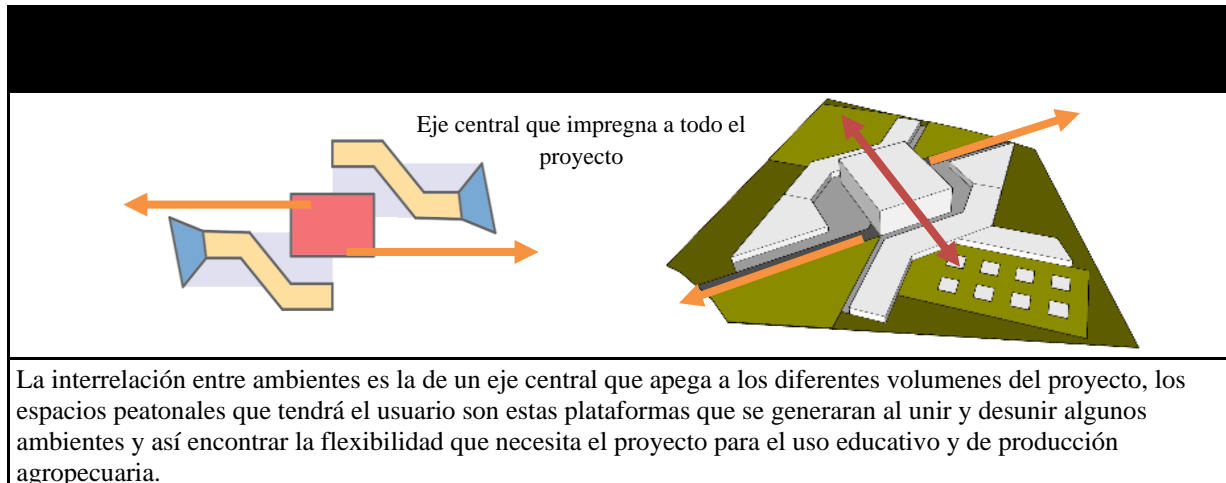 Eje central que impregna a todo el
proyecto
La interrelación entre ambientes es la de un eje central que apega a los diferentes volumenes del proyecto, los
espacios peatonales que tendrá el usuario son estas plataformas que se generaran al unir y desunir algunos
ambientes y así encontrar la flexibilidad que necesita el proyecto para el uso educativo y de producción
agropecuaria.